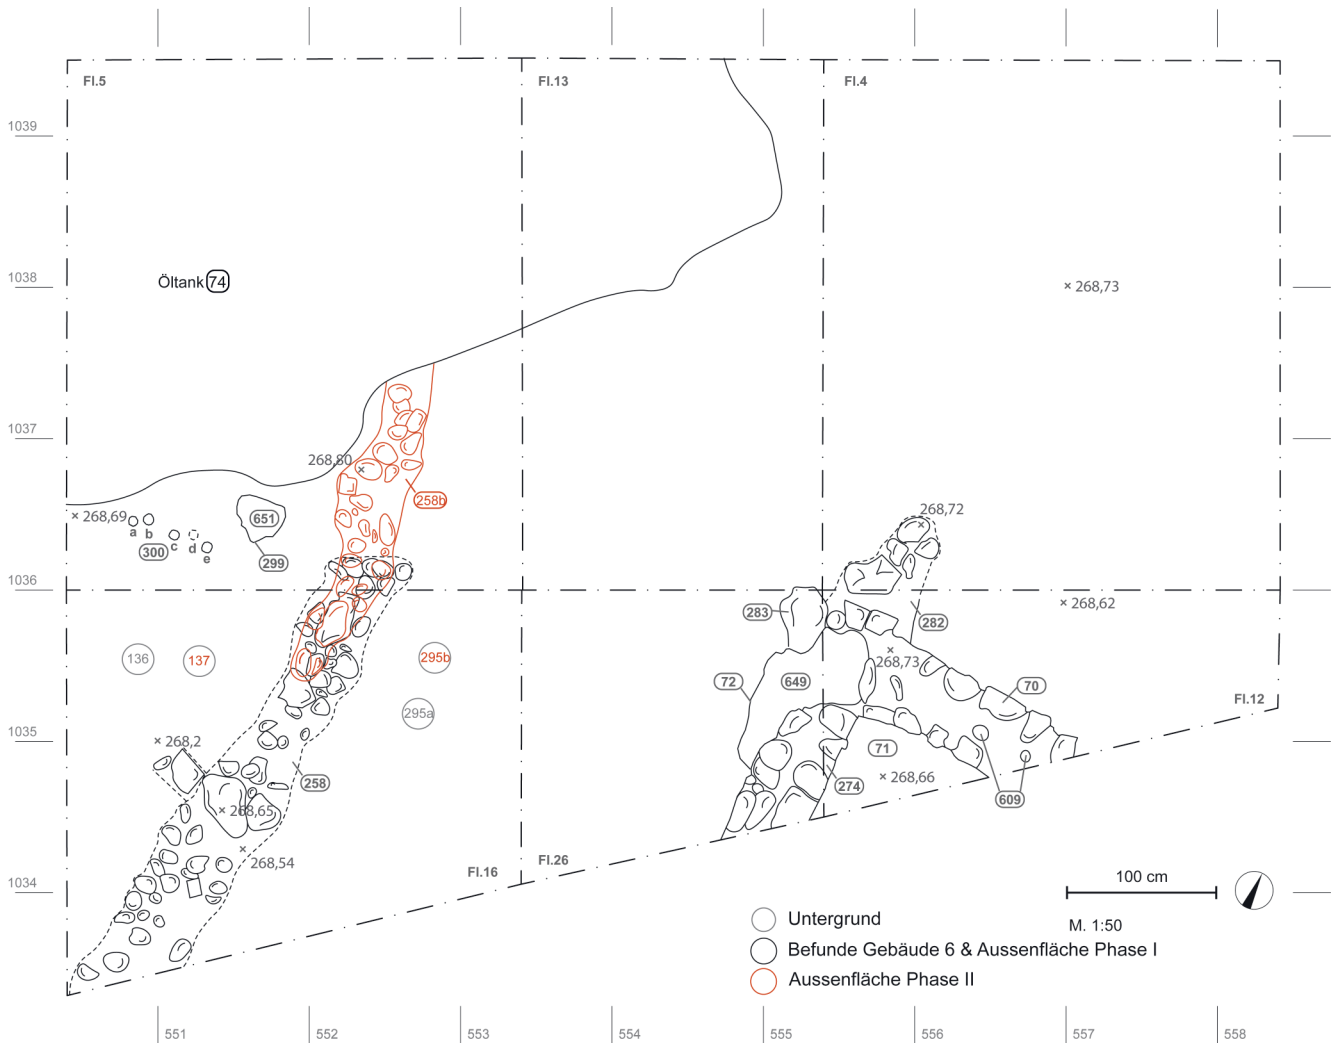 Fl.5
Fl.13
Fl.4
1039
1038
Öltank 74
268,73
1037
268,80
258b
268,69
651
a
b
c
d
e
300
299
268,72
1036
283
282
268,62
136
137
295b
295a
268,73
72
649
70
Fl.12
1035
268,2
71
258
274
268,66
609
268,65
268,54
Fl.16
Fl.26
1034
100 cm
M. 1:50
Untergrund
Befunde Gebäude 6 & Aussenfläche Phase I
Aussenfläche Phase II
551
552
553
554
555
556
557
558